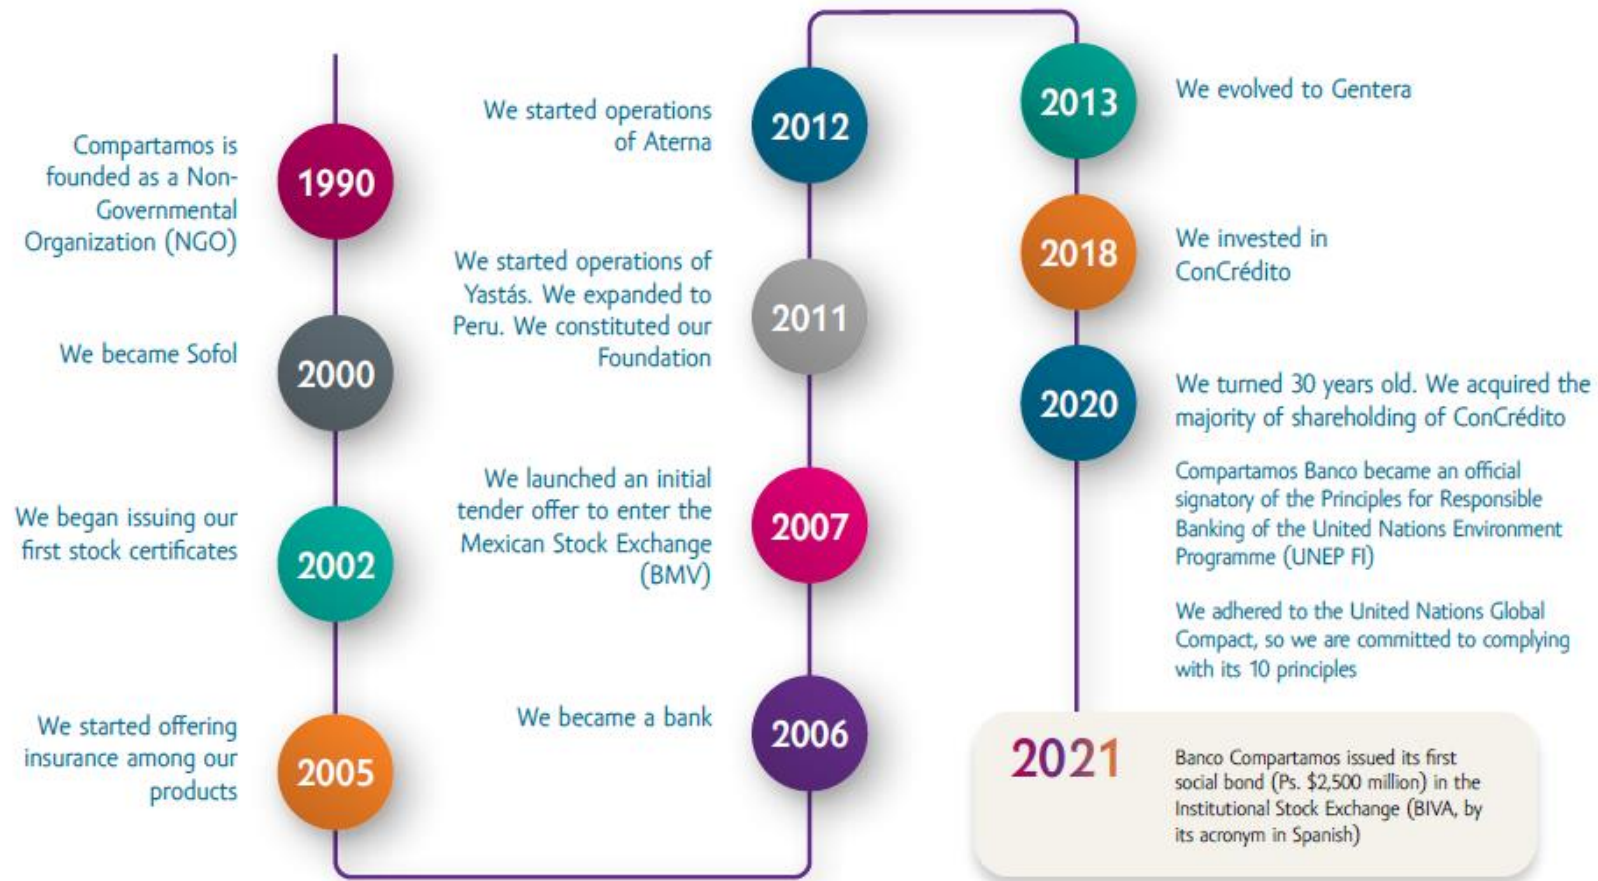 1990
Compartamos is
founded as a Non-
Governmental
Organization (NGO)
2000
We became Sofol
2002
We began issuing our
first stock certificates
2005
We started offering
insurance among our
products
2006
We became a bank
2007
We launched an initial
tender offer to enter the
Mexican Stock Exchange
(BMV)
2011
We started operations of
Yastás. We expanded to
Peru. We constituted our
Foundation
2012
We started operations
of Aterna
2013
We evolved to Gentera
2018
We invested in
ConCrédito
2020
We turned 30 years old. We acquired the
majority of shareholding of ConCrédito
Compartamos Banco became an official
signatory of the Principles for Responsible
Banking of the United Nations Environment
Programme (UNEP FI)
We adhered to the United Nations Global
Compact, so we are committed to complying
with its 10 principles
2021
Banco Compartamos issued its first
social bond (Ps. $2,500 million) in the
Institutional Stock Exchange (BIVA, by
its acronym in Spanish)